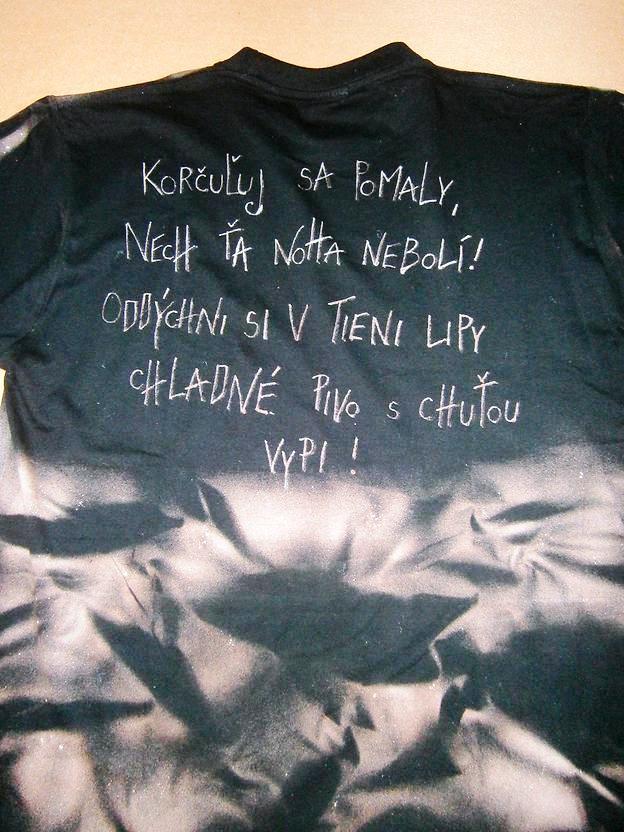 Korčuľuj sa pomaly,
nech ťa noha nebolí!
Oddýchni si v tieni lipy
chladné pivo s chuťou
vypi !